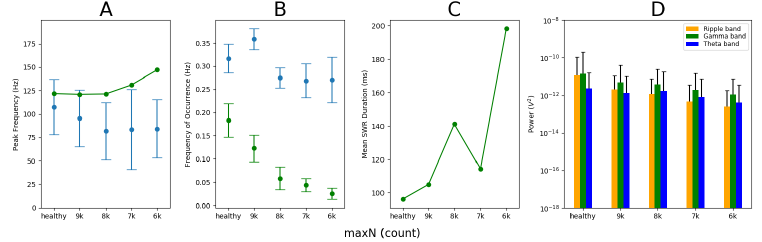 A
Peak Frequency (Hz)
175
150
125
100
75
50
25
0
healthy 9k 8k 7k 6k
B
Frequency of Occurrence (Hz)
0.35
0.30
0.25
0.20
0.15
0.10
0.05
0.00
healthy 9k 8k 7k 6k
C
Mean SWR Duration (ms)
200
180
160
140
120
100
healthy 9k 8k 7k 6k
D
Power (V²)
10⁻⁸
10⁻¹⁰
10⁻¹²
10⁻¹⁴
10⁻¹⁶
10⁻¹⁸
Ripple band
Gamma band
Theta band
healthy 9k 8k 7k 6k
maxN (count)